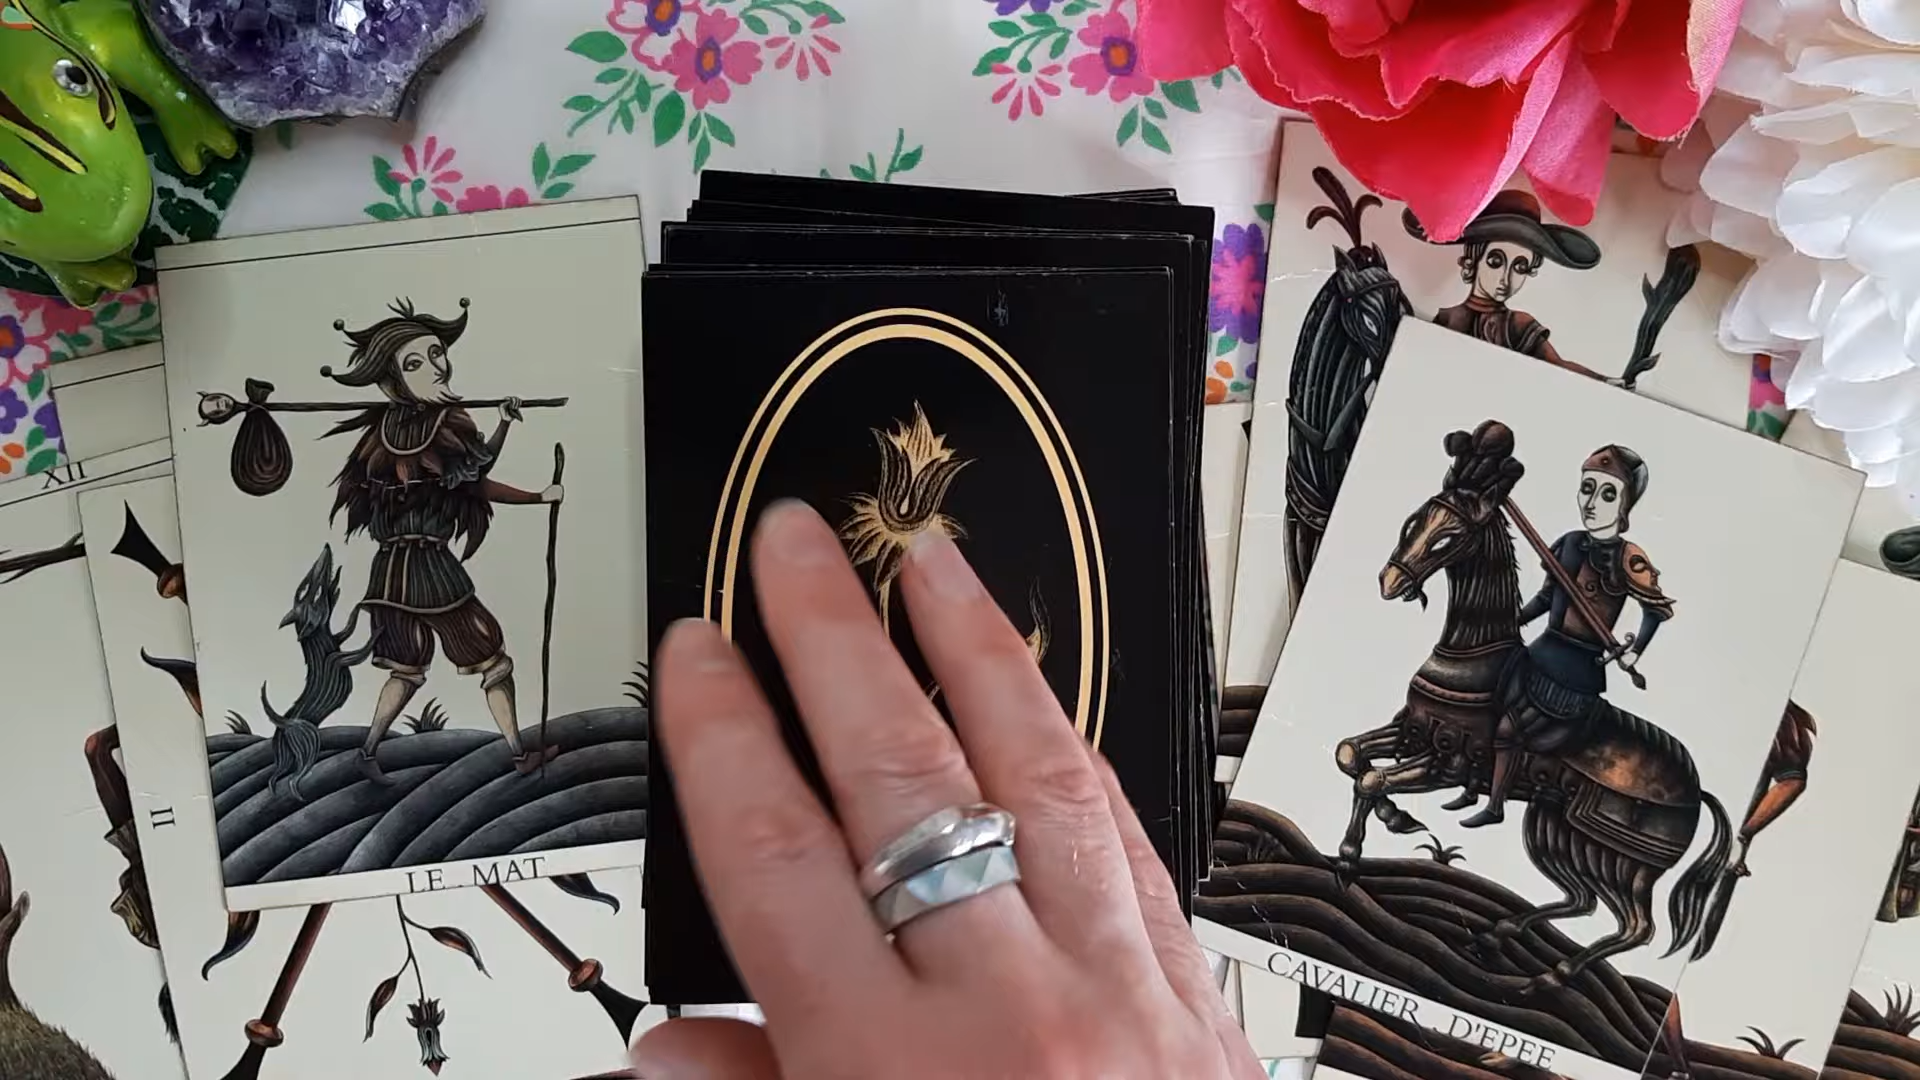 XII
II
LE . MAT
CAVALIER . D'EPEE